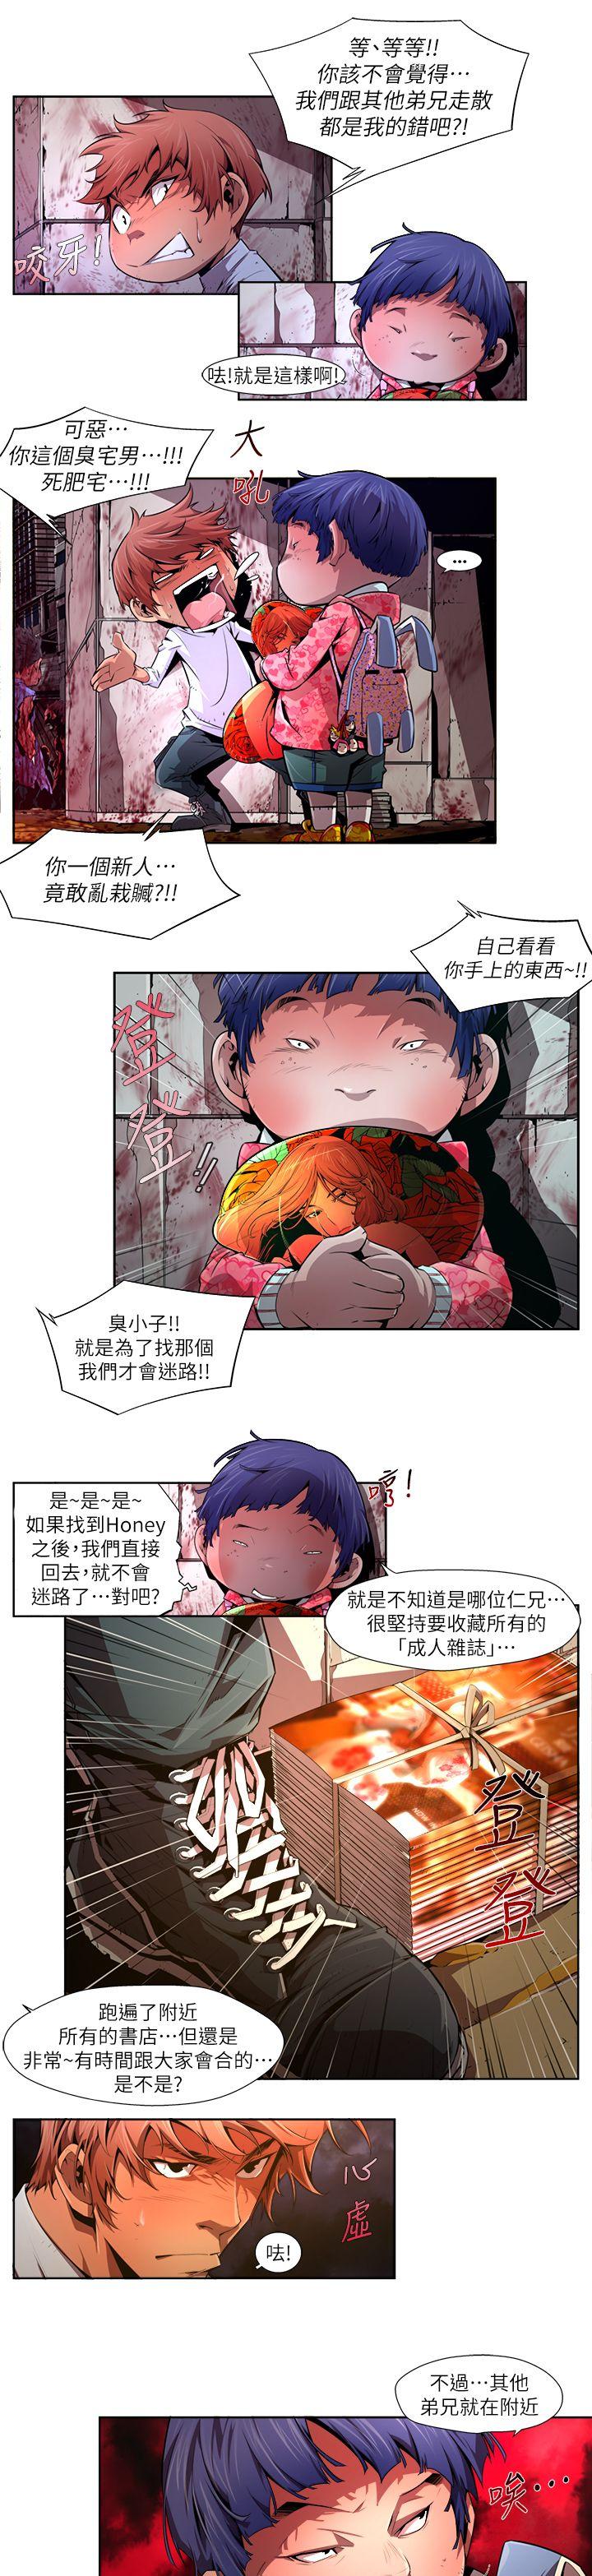 等、等等!!
你該不會覺得⋯
我們跟其他弟兄走散
都是我的錯吧?!
咬牙!
呿!就是這樣啊!
可惡⋯
你這個臭宅男⋯!!!
死肥宅⋯!!!
大
吼
⋯
你一個新人⋯
竟敢亂栽贓?!!
自己看看
你手上的東西~!!
登
登
!!
臭小子!!
就是為了找那個
我們才會迷路!!
哼!
是~是~是~
如果找到Honey
之後,我們直接
回去,就不會
迷路了⋯對吧?
就是不知道是哪位仁兄⋯
很堅持要收藏所有的
「成人雜誌」⋯
登
登
跑遍了附近
所有的書店⋯但還是
非常~有時間跟大家會合的⋯
是不是?
心
虛
呿!
不過⋯其他
弟兄就在附近
唉⋯